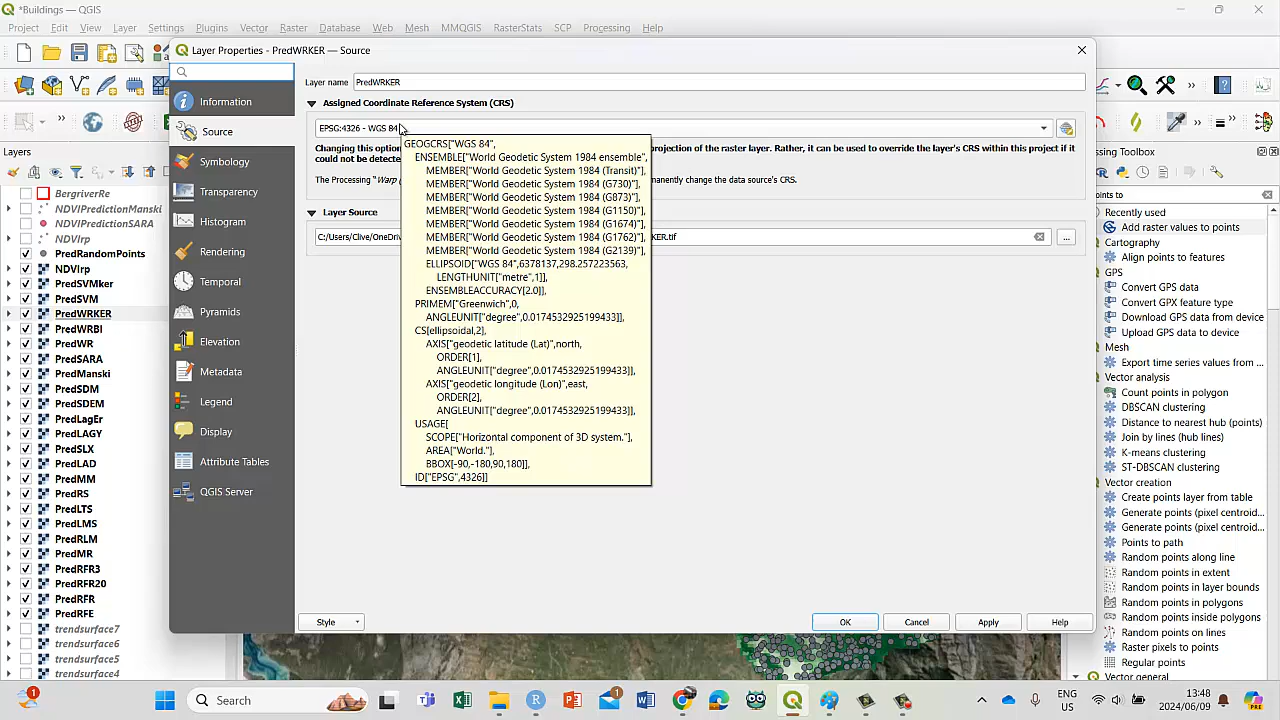 *Buildings — QGIS
Project Edit View Layer Settings Plugins Vector Raster Database Web Mesh MMQGIS RasterStats SCP Processing Help
Layer Properties - PredWRKER — Source
Information
Source
Symbology
Transparency
Histogram
Rendering
Temporal
Pyramids
Elevation
Metadata
Legend
Display
Attribute Tables
QGIS Server
Layer name PredWRKER
Assigned Coordinate Reference System (CRS)
EPSG:4326 - WGS 84
Changing this option
projection of the raster layer. Rather, it can be used to override the layer's CRS within this project if
it could not be detecte
The Processing "Warp
manently change the data source's CRS.
Layer Source
C:/Users/Clive/OneDriv
KER.tif
GEOGCRS["WGS 84",
ENSEMBLE["World Geodetic System 1984 ensemble",
MEMBER["World Geodetic System 1984 (Transit)"],
MEMBER["World Geodetic System 1984 (G730)"],
MEMBER["World Geodetic System 1984 (G873)"],
MEMBER["World Geodetic System 1984 (G1150)"],
MEMBER["World Geodetic System 1984 (G1674)"],
MEMBER["World Geodetic System 1984 (G1762)"],
MEMBER["World Geodetic System 1984 (G2139)"],
ELLIPSOID["WGS 84",6378137,298.257223563,
LENGTHUNIT["metre",1]],
ENSEMBLEACCURACY[2.0]],
PRIMEM["Greenwich",0,
ANGLEUNIT["degree",0.0174532925199433]],
CS[ellipsoidal,2],
AXIS["geodetic latitude (Lat)",north,
ORDER[1],
ANGLEUNIT["degree",0.0174532925199433]],
AXIS["geodetic longitude (Lon)",east,
ORDER[2],
ANGLEUNIT["degree",0.0174532925199433]],
USAGE[
SCOPE["Horizontal component of 3D system."],
AREA["World."],
BBOX[-90,-180,90,180]],
ID["EPSG",4326]]
Style
OK
Cancel
Apply
Help
Layers
BergriverRe
NDVIPredictionManski
NDVIPredictionSARA
NDVIrp
PredRandomPoints
NDVIrp
PredSVMker
PredSVM
PredWRKER
PredWRBI
PredWR
PredSARA
PredManski
PredSDM
PredSDEM
PredLagEr
PredLAGY
PredSLX
PredLAD
PredMM
PredRS
PredLTS
PredLMS
PredRLM
PredMR
PredRFR3
PredRFR20
PredRFR
PredRFE
trendsurface7
trendsurface6
trendsurface5
trendsurface4
essing Toolbox
ooints to
Recently used
Add raster values to points
Cartography
Align points to features
GPS
Convert GPS data
Convert GPX feature type
Download GPS data from device
Upload GPS data to device
Mesh
Export time series values from...
Vector analysis
Count points in polygon
DBSCAN clustering
Distance to nearest hub (points)
Join by lines (hub lines)
K-means clustering
ST-DBSCAN clustering
Vector creation
Create points layer from table
Generate points (pixel centroid...
Generate points (pixel centroid...
Points to path
Random points along line
Random points in extent
Random points in layer bounds
Random points in polygons
Random points inside polygons
Random points on lines
Raster pixels to points
Regular points
Vector general
1
Search
1
ENG
US
13:48
2024/06/09